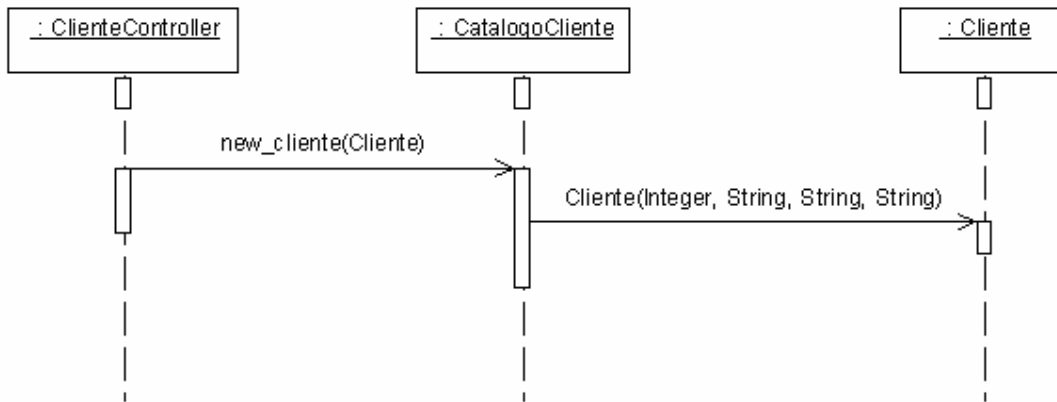 : ClienteController
: CatalogoCliente
: Cliente
new_cliente(Cliente)
Cliente(Integer, String, String, String)